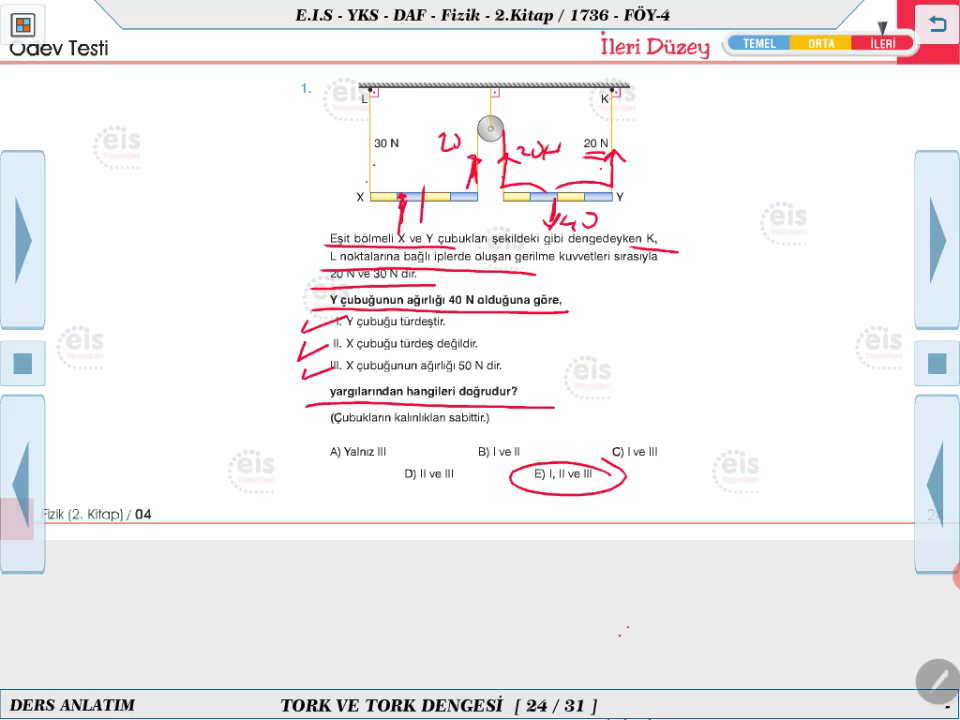 E.I.S - YKS - DAF - Fizik - 2.Kitap / 1736 - FÖY-4
Ödev Testi
İleri Düzey
TEMEL ORTA İLERİ
1.
L
K
30 N
20
20N
20 N
X
Y
40
Eşit bölmeli X ve Y çubukları şekildeki gibi dengedeyken K,
L noktalarına bağlı iplerde oluşan gerilme kuvvetleri sırasıyla
20 N ve 30 N dir.
Y çubuğunun ağırlığı 40 N olduğuna göre,
I. Y çubuğu türdeştir.
II. X çubuğu türdeş değildir.
III. X çubuğunun ağırlığı 50 N dir.
yargılarından hangileri doğrudur?
(Çubukların kalınlıkları sabittir.)
A) Yalnız III
B) I ve II
C) I ve III
D) II ve III
E) I, II ve III
eis Yayınları
Fizik (2. Kitap) / 04
DERS ANLATIM
TORK VE TORK DENGESİ [ 24 / 31 ]